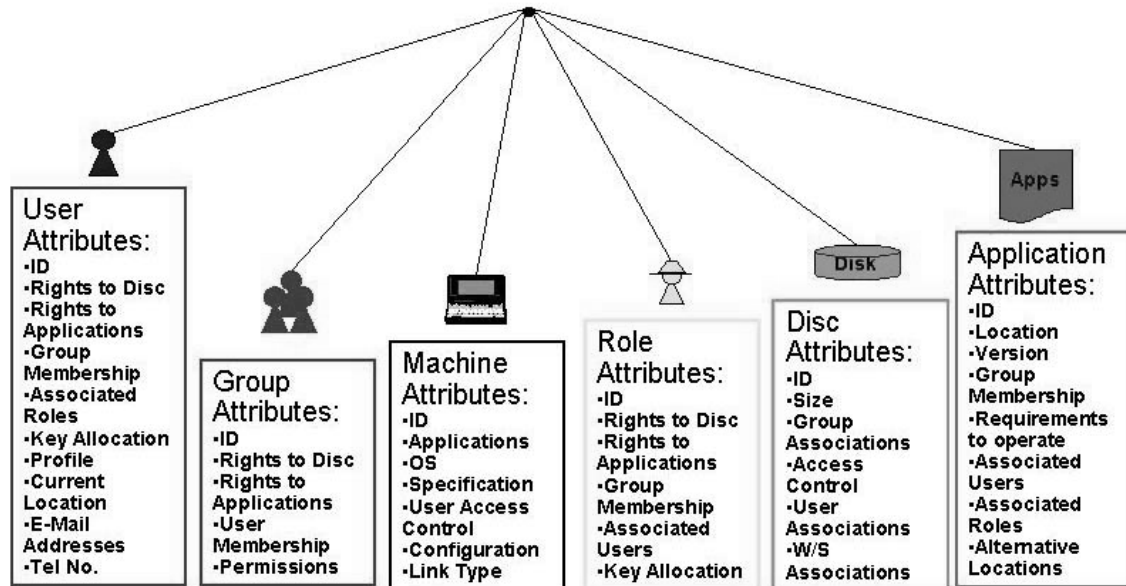 User
Attributes:
·ID
·Rights to Disc
·Rights to
Applications
·Group
Membership
·Associated
Roles
·Key Allocation
·Profile
·Current
Location
·E-Mail
Addresses
·Tel No.
Group
Attributes:
·ID
·Rights to Disc
·Rights to
Applications
·User
Membership
·Permissions
Machine
Attributes:
·ID
·Applications
·OS
·Specification
·User Access
Control
·Configuration
·Link Type
Role
Attributes:
·ID
·Rights to Disc
·Rights to
Applications
·Group
Membership
·Associated
Users
·Key Allocation
Disk
Disc
Attributes:
·ID
·Size
·Group
Associations
·Access
Control
·User
Associations
·W/S
Associations
Apps
Application
Attributes:
·ID
·Location
·Version
·Group
Membership
·Requirements
to operate
·Associated
Users
·Associated
Roles
·Alternative
Locations